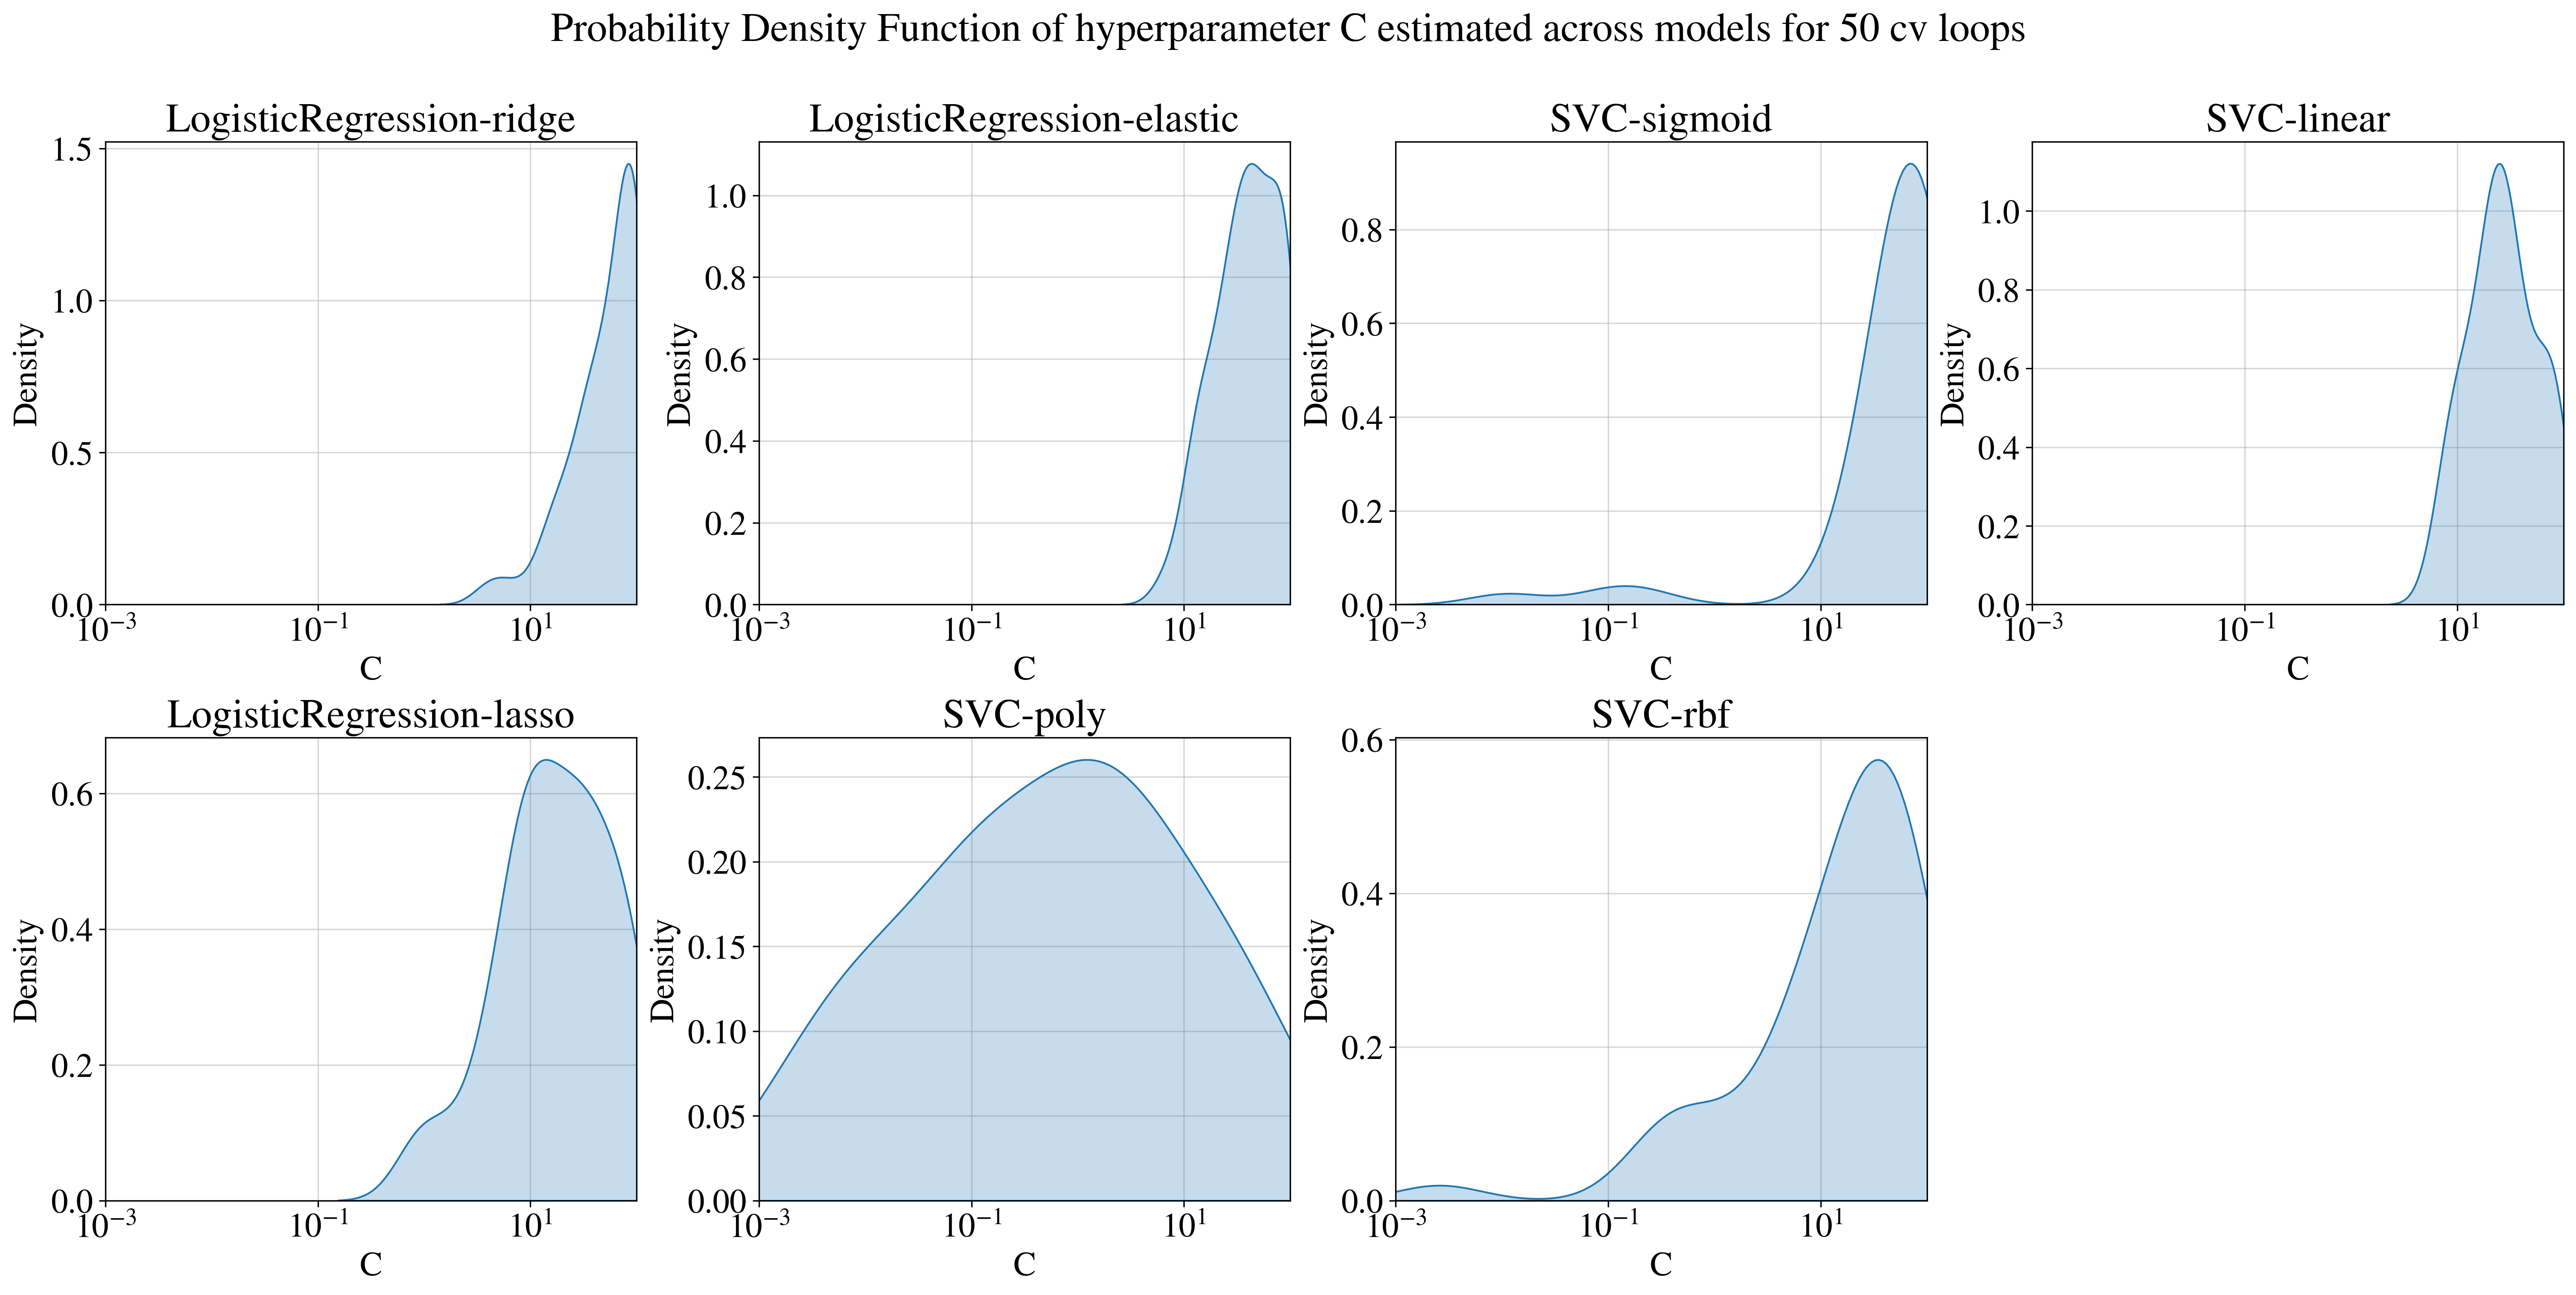 Probability Density Function of hyperparameter C estimated across models for 50 cv loops
LogisticRegression-ridge
1.5
1.0
0.5
0.0
Density
10⁻³ 10⁻¹ 10¹
C
LogisticRegression-elastic
1.0
0.8
0.6
0.4
0.2
0.0
Density
10⁻³ 10⁻¹ 10¹
C
SVC-sigmoid
0.8
0.6
0.4
0.2
0.0
Density
10⁻³ 10⁻¹ 10¹
C
SVC-linear
1.0
0.8
0.6
0.4
0.2
0.0
Density
10⁻³ 10⁻¹ 10¹
C
LogisticRegression-lasso
0.6
0.4
0.2
0.0
Density
10⁻³ 10⁻¹ 10¹
C
SVC-poly
0.25
0.20
0.15
0.10
0.05
0.00
Density
10⁻³ 10⁻¹ 10¹
C
SVC-rbf
0.6
0.4
0.2
0.0
Density
10⁻³ 10⁻¹ 10¹
C